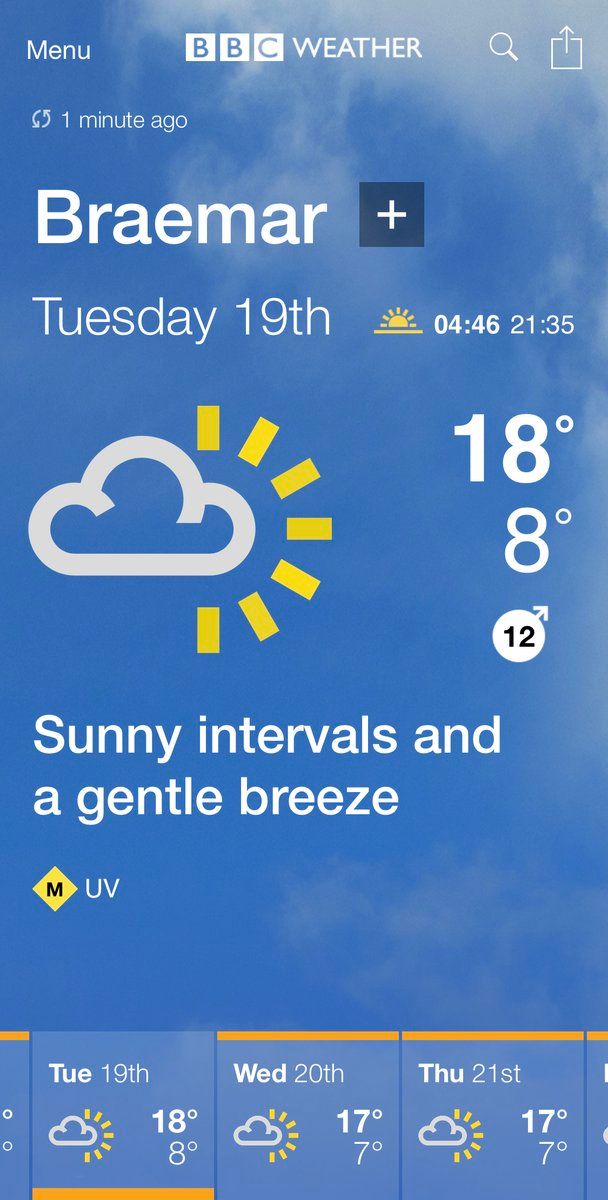 Menu BBC WEATHER
1 minute ago
Braemar +
Tuesday 19th 04:46 21:35
18°
8°
12
Sunny intervals and
a gentle breeze
M UV
Tue 19th Wed 20th Thu 21st
° 18° 17° 17°
° 8° 7° 7°